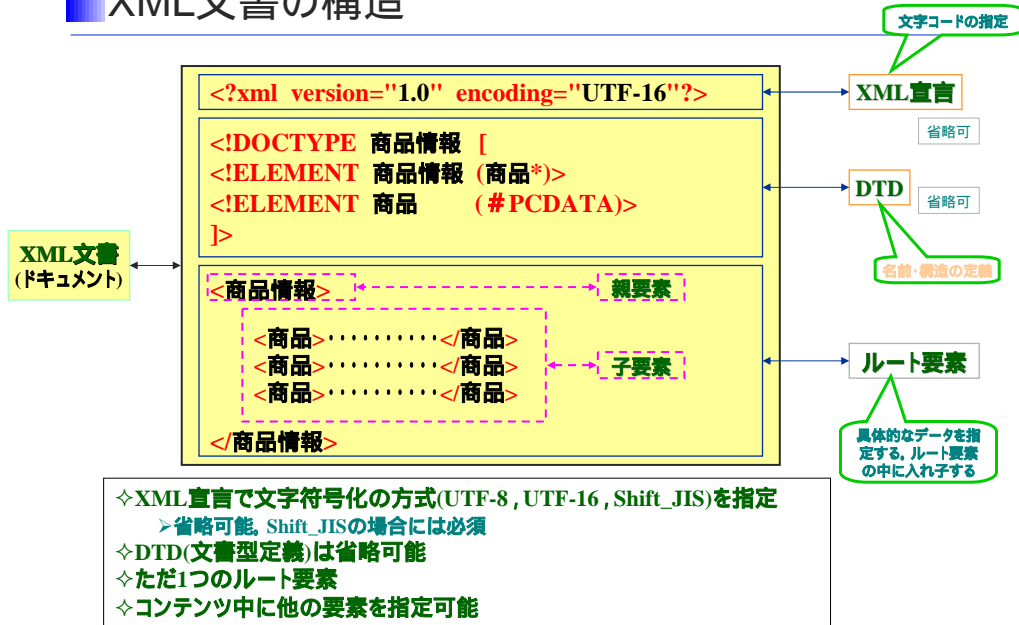 XML文書の構造
文字コードの指定
<?xml version="1.0" encoding="UTF-16"?>
XML宣言
省略可
<!DOCTYPE 商品情報 [
<!ELEMENT 商品情報 (商品*)>
<!ELEMENT 商品 (#PCDATA)>
]>
DTD
省略可
名前・構造の定義
XML文書
(ドキュメント)
<商品情報>
親要素
<商品>‥‥‥‥‥</商品>
<商品>‥‥‥‥‥</商品>
<商品>‥‥‥‥‥</商品>
子要素
</商品情報>
ルート要素
具体的なデータを指
定する，ルート要素
の中に入れ子する
✧XML宣言で文字符号化の方式(UTF-8，UTF-16，Shift_JIS)を指定
➢省略可能，Shift_JISの場合には必須
✧DTD(文書型定義)は省略可能
✧ただ1つのルート要素
✧コンテンツ中に他の要素を指定可能